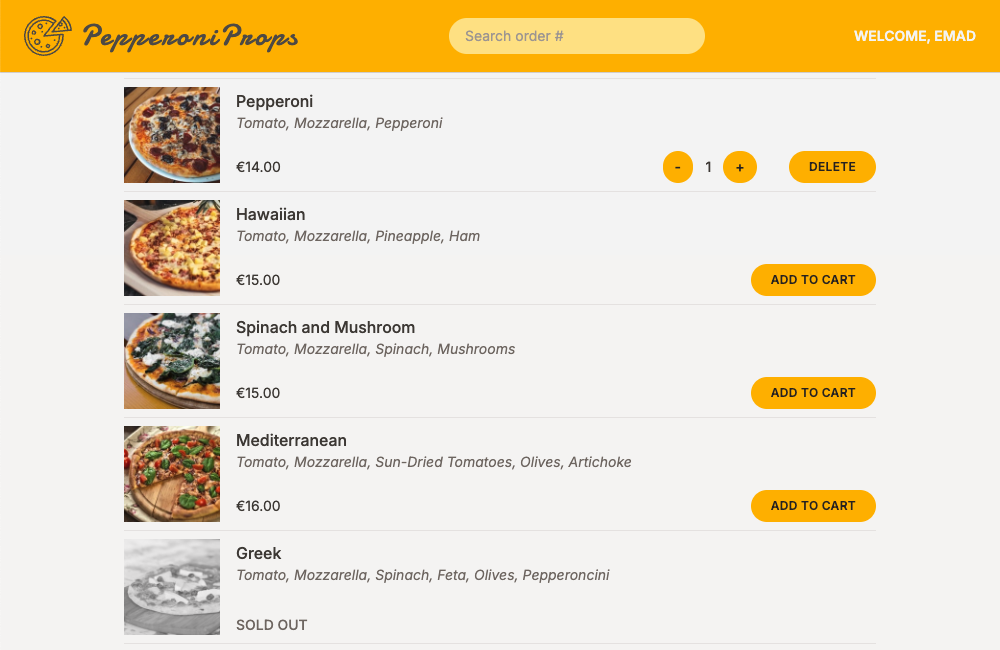 PepperoniProps
Search order #
WELCOME, EMAD
Pepperoni
Tomato, Mozzarella, Pepperoni
€14.00
- 1 +
DELETE
Hawaiian
Tomato, Mozzarella, Pineapple, Ham
€15.00
ADD TO CART
Spinach and Mushroom
Tomato, Mozzarella, Spinach, Mushrooms
€15.00
ADD TO CART
Mediterranean
Tomato, Mozzarella, Sun-Dried Tomatoes, Olives, Artichoke
€16.00
ADD TO CART
Greek
Tomato, Mozzarella, Spinach, Feta, Olives, Pepperoncini
SOLD OUT